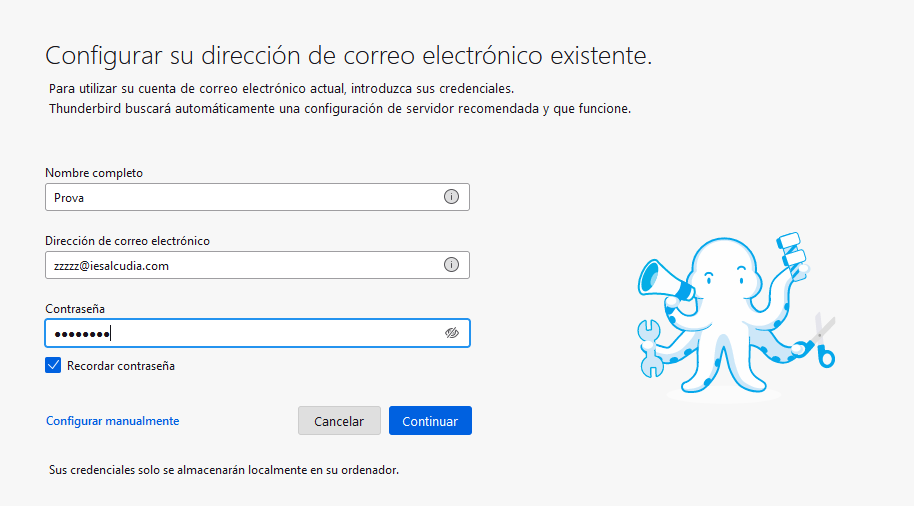 Configurar su dirección de correo electrónico existente.
Para utilizar su cuenta de correo electrónico actual, introduzca sus credenciales.
Thunderbird buscará automáticamente una configuración de servidor recomendada y que funcione.
Nombre completo
Prova
Dirección de correo electrónico
zzzzz@iesalcudia.com
Contraseña
●●●●●●●●
Recordar contraseña
Configurar manualmente
Cancelar
Continuar
Sus credenciales solo se almacenarán localmente en su ordenador.